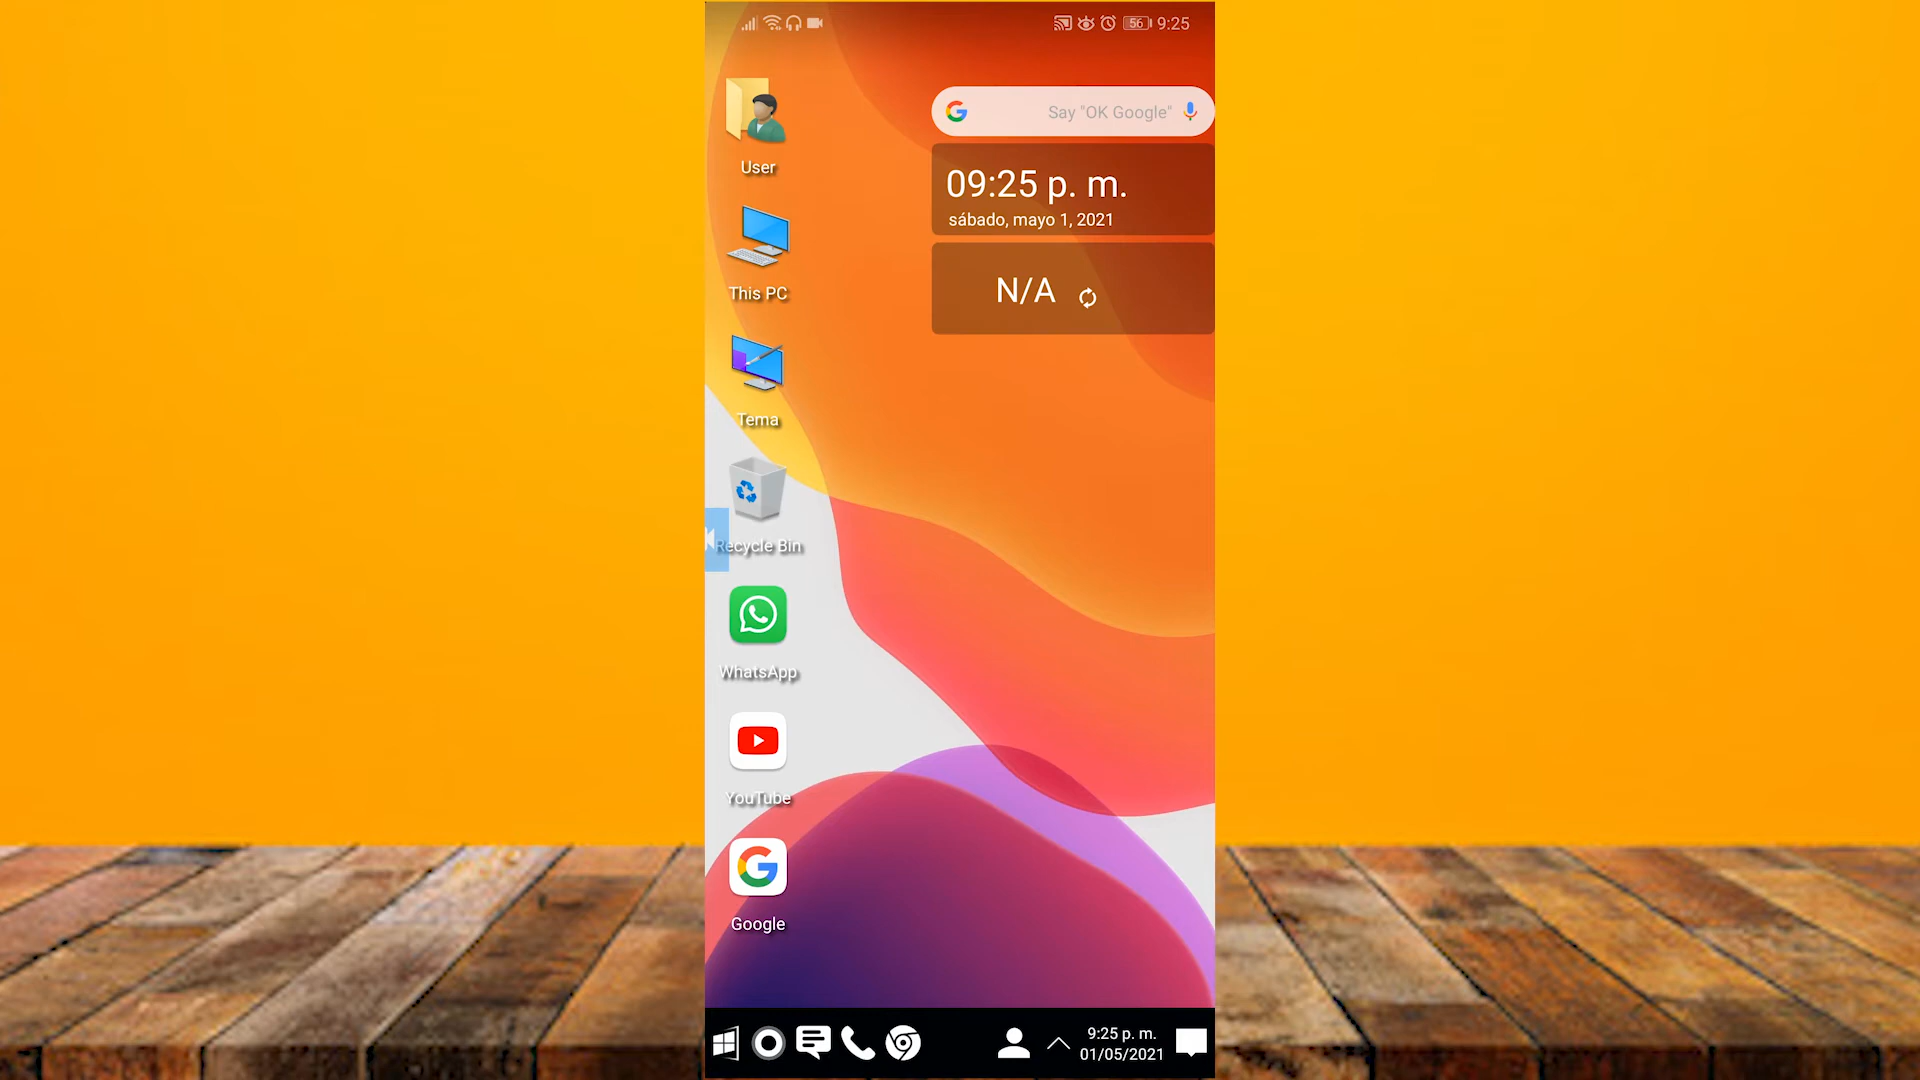 56 9:25
User
Say "OK Google"
09:25 p. m.
sábado, mayo 1, 2021
This PC
N/A
Tema
Recycle Bin
WhatsApp
YouTube
Google
9:25 p. m.
01/05/2021